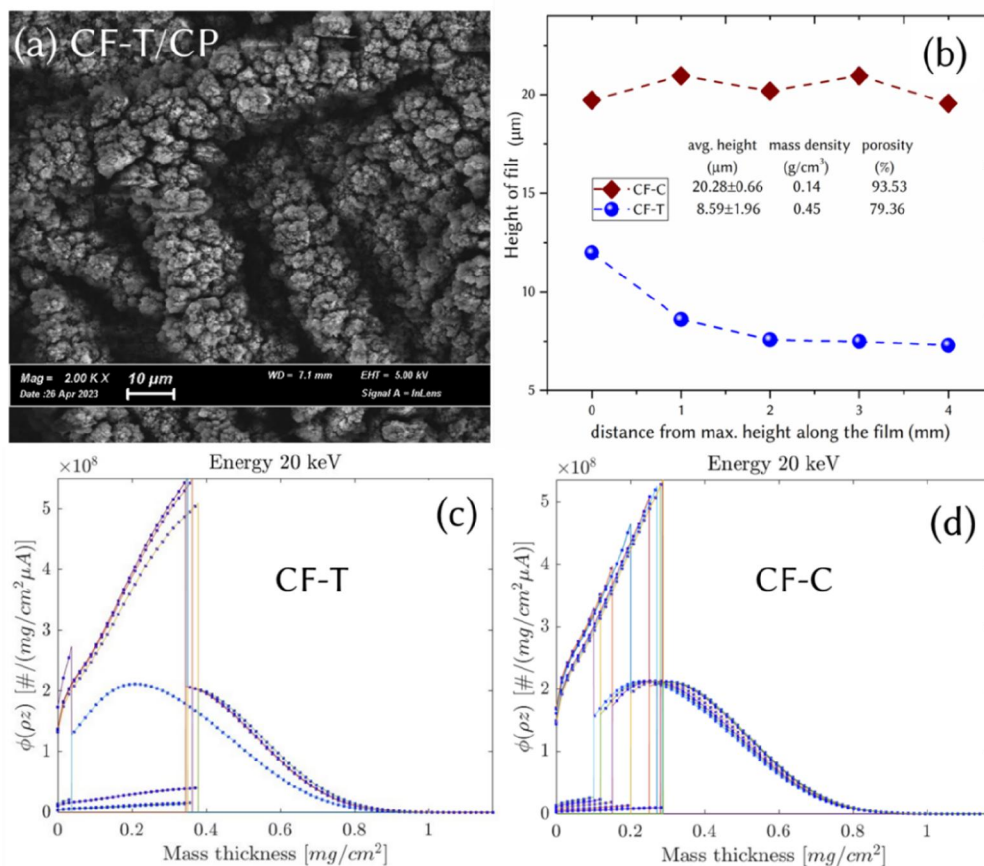 (a) CF-T/CP
Mag = 2.00 K X
10 µm
WD = 7.1 mm
EHT = 5.00 kV
Date :26 Apr 2023
Signal A = InLens
(b)
Height of filr (µm)
20
15
10
5
avg. height mass density porosity
(µm) (g/cm³) (%)
CF-C 20.28±0.66 0.14 93.53
CF-T 8.59±1.96 0.45 79.36
0 1 2 3 4
distance from max. height along the film (mm)
×10⁸
Energy 20 keV
(c)
CF-T
ϕ(ρz) [#/(mg/cm²µA)]
5
4
3
2
1
0
0 0.2 0.4 0.6 0.8 1
Mass thickness [mg/cm²]
×10⁸
Energy 20 keV
(d)
CF-C
ϕ(ρz) [#/(mg/cm²µA)]
5
4
3
2
1
0
0 0.2 0.4 0.6 0.8 1
Mass thickness [mg/cm²]